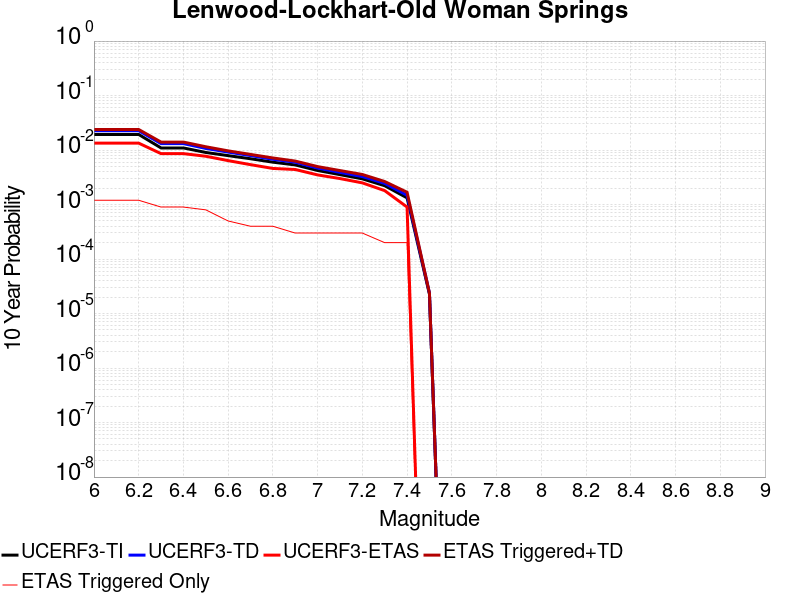 Lenwood-Lockhart-Old Woman Springs
10 Year Probability
10^0
10^-1
10^-2
10^-3
10^-4
10^-5
10^-6
10^-7
10^-8
6 6.2 6.4 6.6 6.8 7 7.2 7.4 7.6 7.8 8 8.2 8.4 8.6 8.8 9
Magnitude
UCERF3-TI UCERF3-TD UCERF3-ETAS ETAS Triggered+TD
ETAS Triggered Only